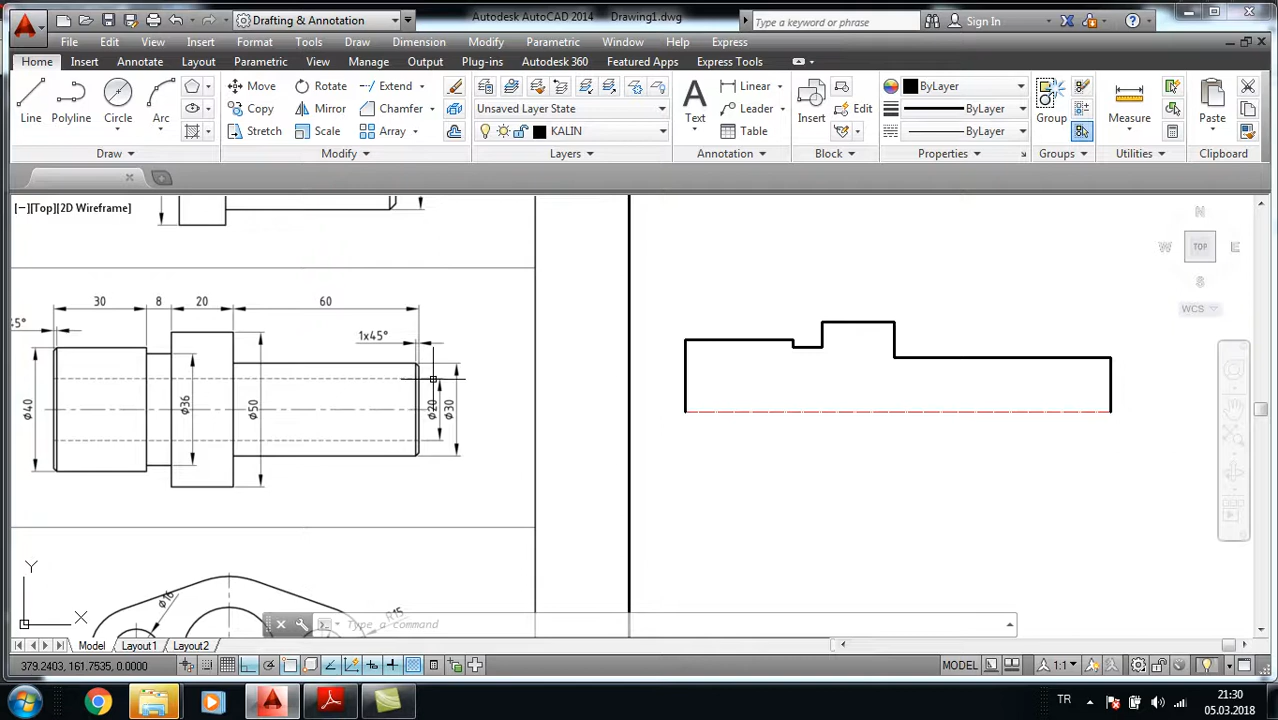 Drafting & Annotation
Autodesk AutoCAD 2014 Drawing1.dwg
Type a keyword or phrase
Sign In
File Edit View Insert Format Tools Draw Dimension Modify Parametric Window Help Express
Home Insert Annotate Layout Parametric View Manage Output Plug-ins Autodesk 360 Featured Apps Express Tools
Line Polyline Circle Arc
Move Rotate Extend
Copy Mirror Chamfer
Stretch Scale Array
Unsaved Layer State
KALIN
Text
Linear
Leader
Table
Insert
Edit
ByLayer
ByLayer
ByLayer
Group
Measure
Paste
Draw Modify Layers Annotation Block Properties Groups Utilities Clipboard
[−][Top][2D Wireframe]
N
W TOP E
S
WCS
30 8 20 60
45°
1x45°
ø40 ø36 ø50 ø20 ø30
ø16
R15
Y
X
Type a command
Model Layout1 Layout2
379.2403, 161.7535, 0.0000
MODEL
1:1
TR
21:30
05.03.2018